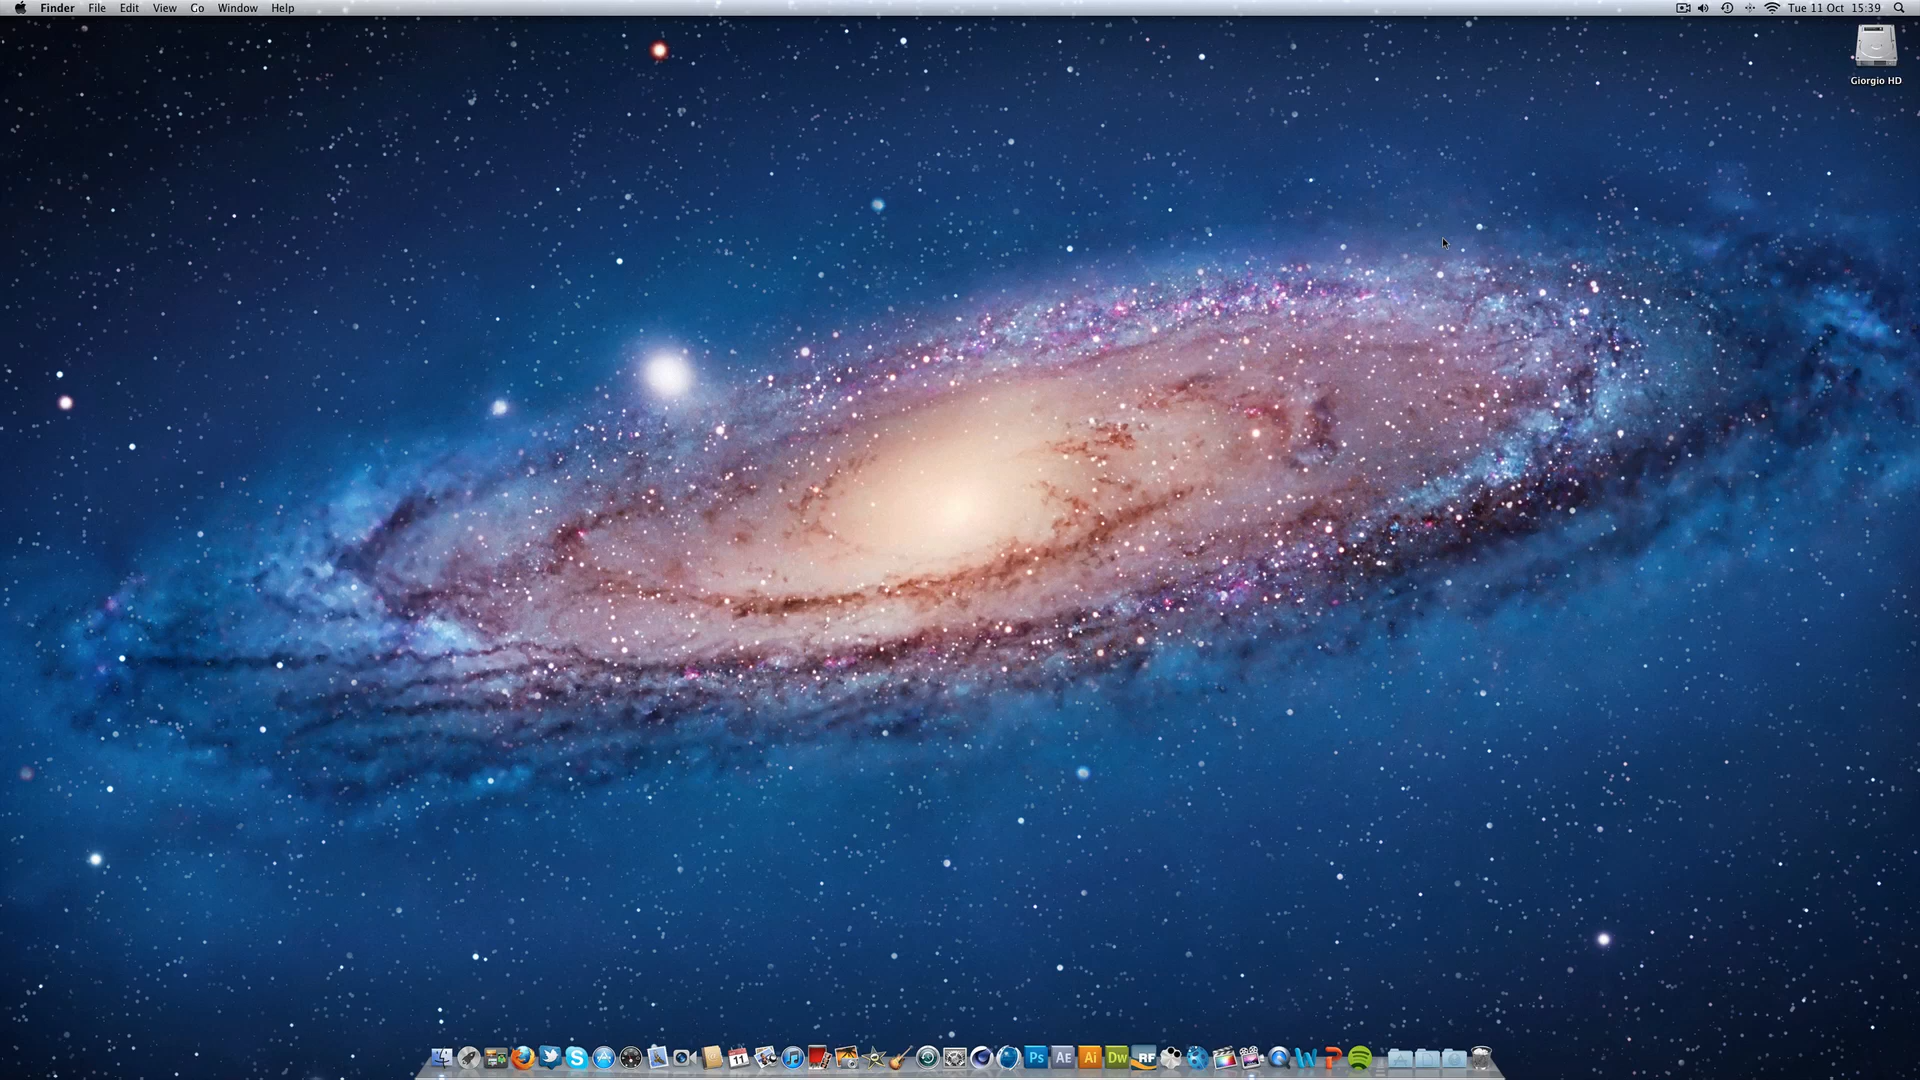 Finder File Edit View Go Window Help Tue 11 Oct 15:39
Giorgio HD
11 Ps AE Ai Dw RF